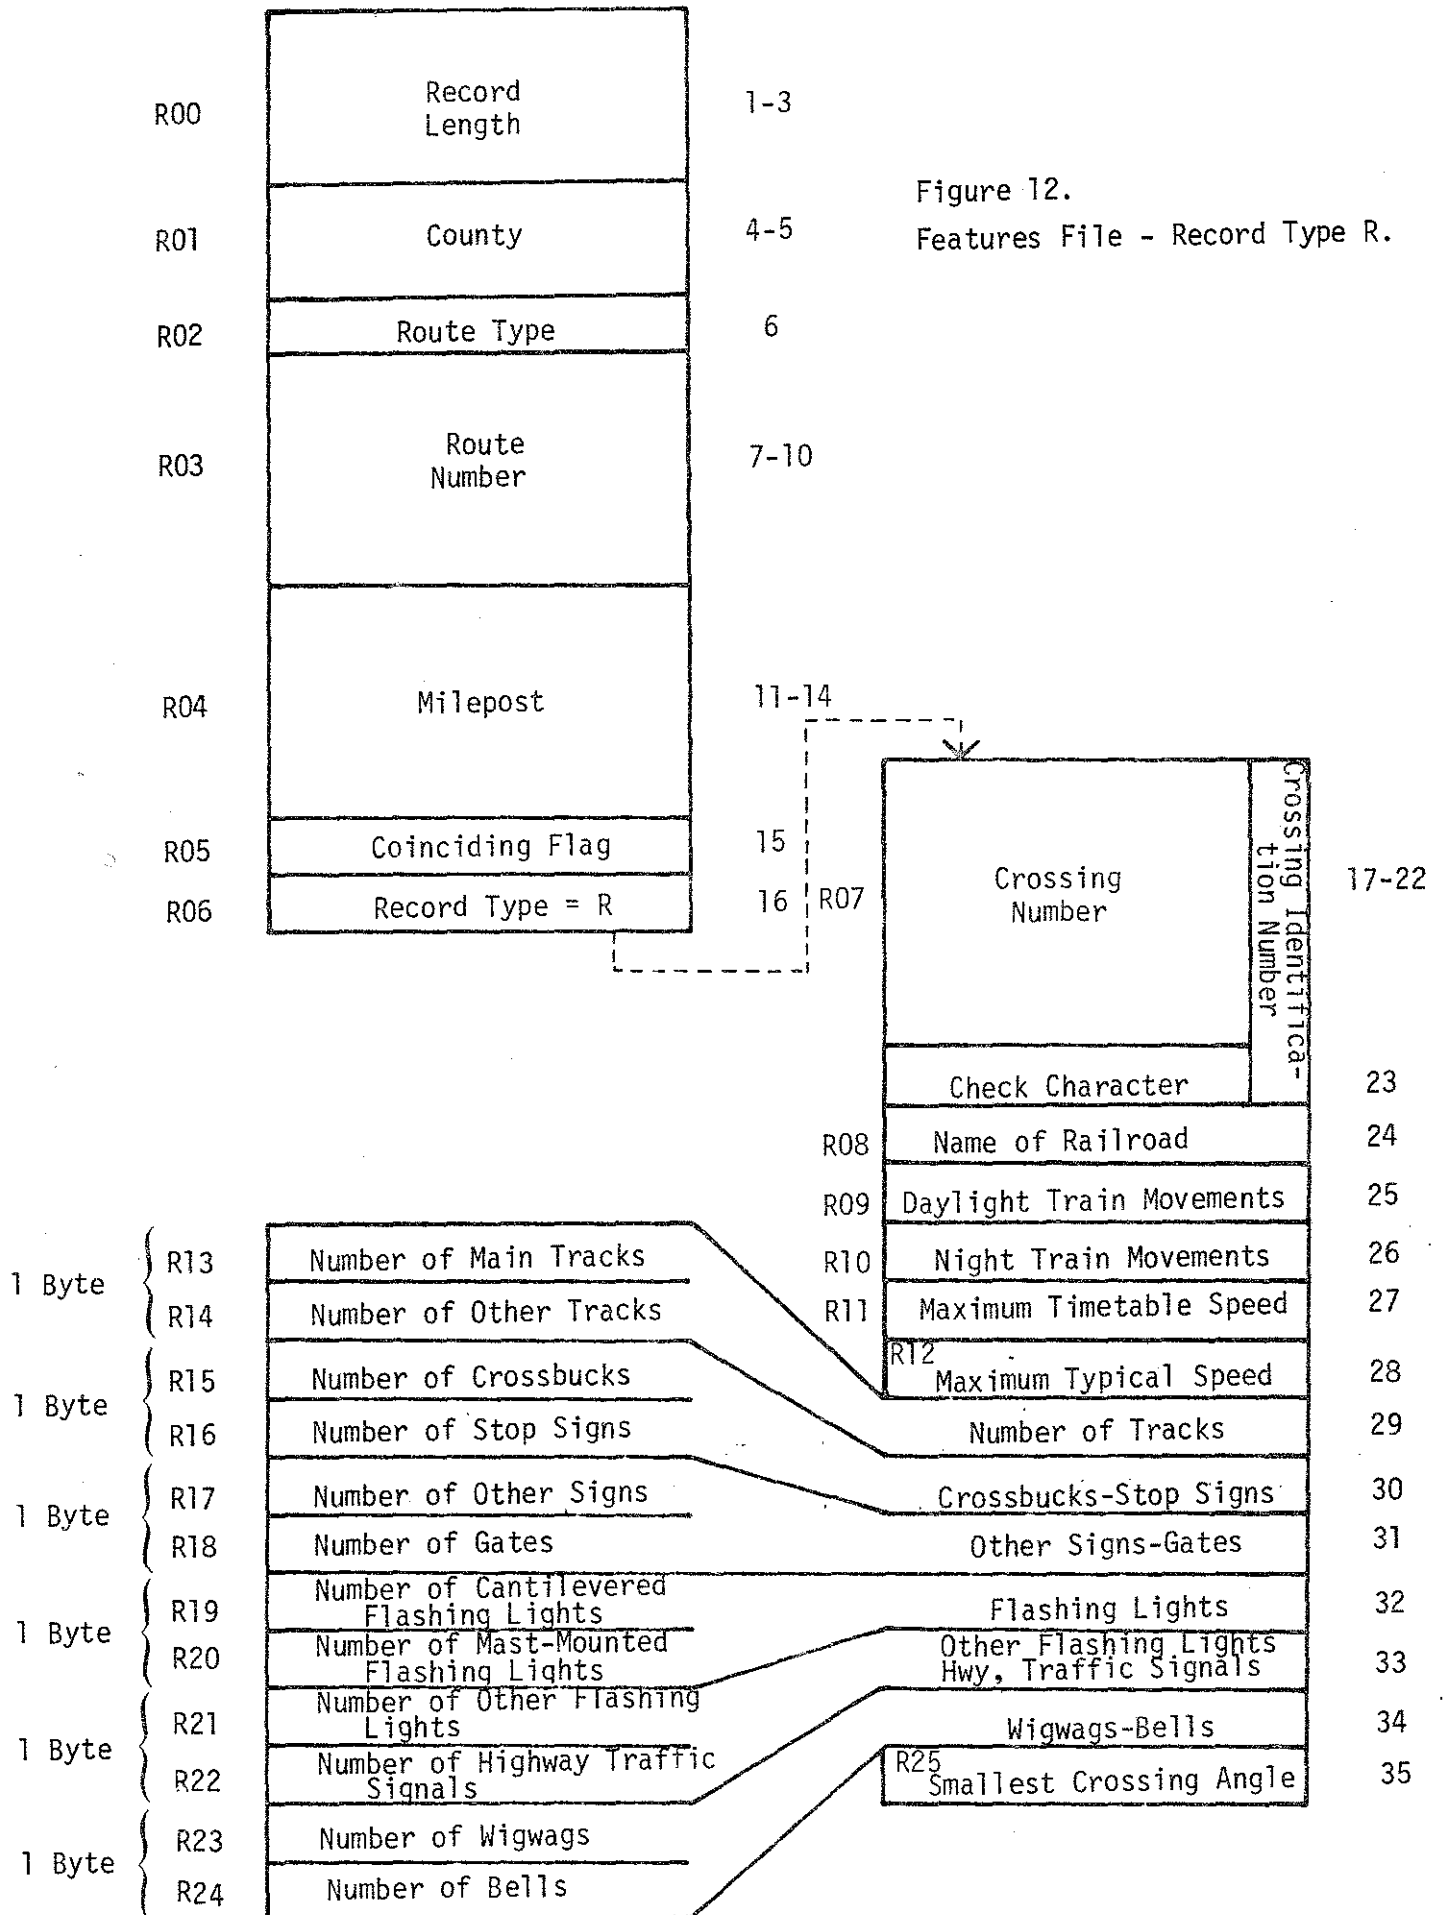 R00
Record
Length
1-3
Figure 12.
Features File - Record Type R.
R01
County
4-5
R02
Route Type
6
R03
Route
Number
7-10
R04
Milepost
11-14
R05
Coinciding Flag
15
R06
Record Type = R
16
R07
Crossing
Number
Crossing Identifica-
tion Number
17-22
Check Character
23
R08
Name of Railroad
24
R09
Daylight Train Movements
25
R10
Night Train Movements
26
R11
Maximum Timetable Speed
27
R12
Maximum Typical Speed
28
Number of Tracks
29
Crossbucks-Stop Signs
30
Other Signs-Gates
31
Flashing Lights
32
Other Flashing Lights
Hwy, Traffic Signals
33
Wigwags-Bells
34
R25
Smallest Crossing Angle
35
1 Byte
R13
Number of Main Tracks
R14
Number of Other Tracks
1 Byte
R15
Number of Crossbucks
R16
Number of Stop Signs
1 Byte
R17
Number of Other Signs
R18
Number of Gates
1 Byte
R19
Number of Cantilevered
Flashing Lights
R20
Number of Mast-Mounted
Flashing Lights
1 Byte
R21
Number of Other Flashing
Lights
R22
Number of Highway Traffic
Signals
1 Byte
R23
Number of Wigwags
R24
Number of Bells